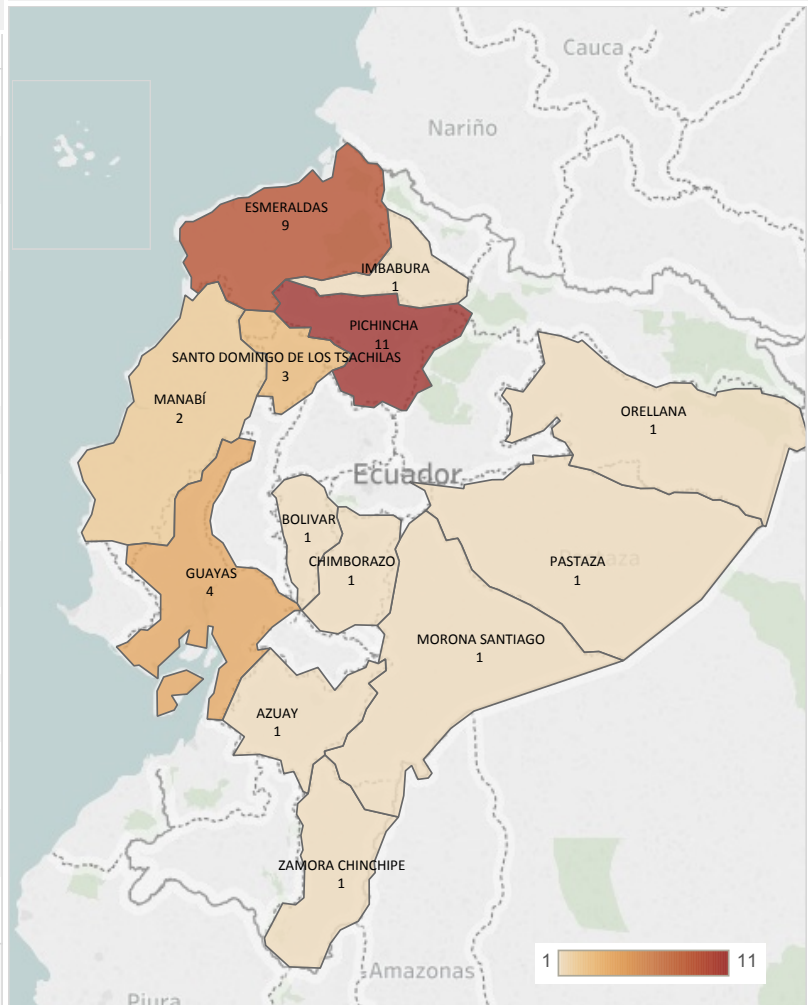 Cauca
Nariño
ESMERALDAS
9
IMBABURA
1
PICHINCHA
11
SANTO DOMINGO DE LOS TSACHILAS
3
MANABÍ
2
ORELLANA
1
Ecuador
BOLIVAR
1
CHIMBORAZO
1
PASTAZA
1
Pastaza
GUAYAS
4
MORONA SANTIAGO
1
AZUAY
1
ZAMORA CHINCHIPE
1
1
11
Amazonas
Piura